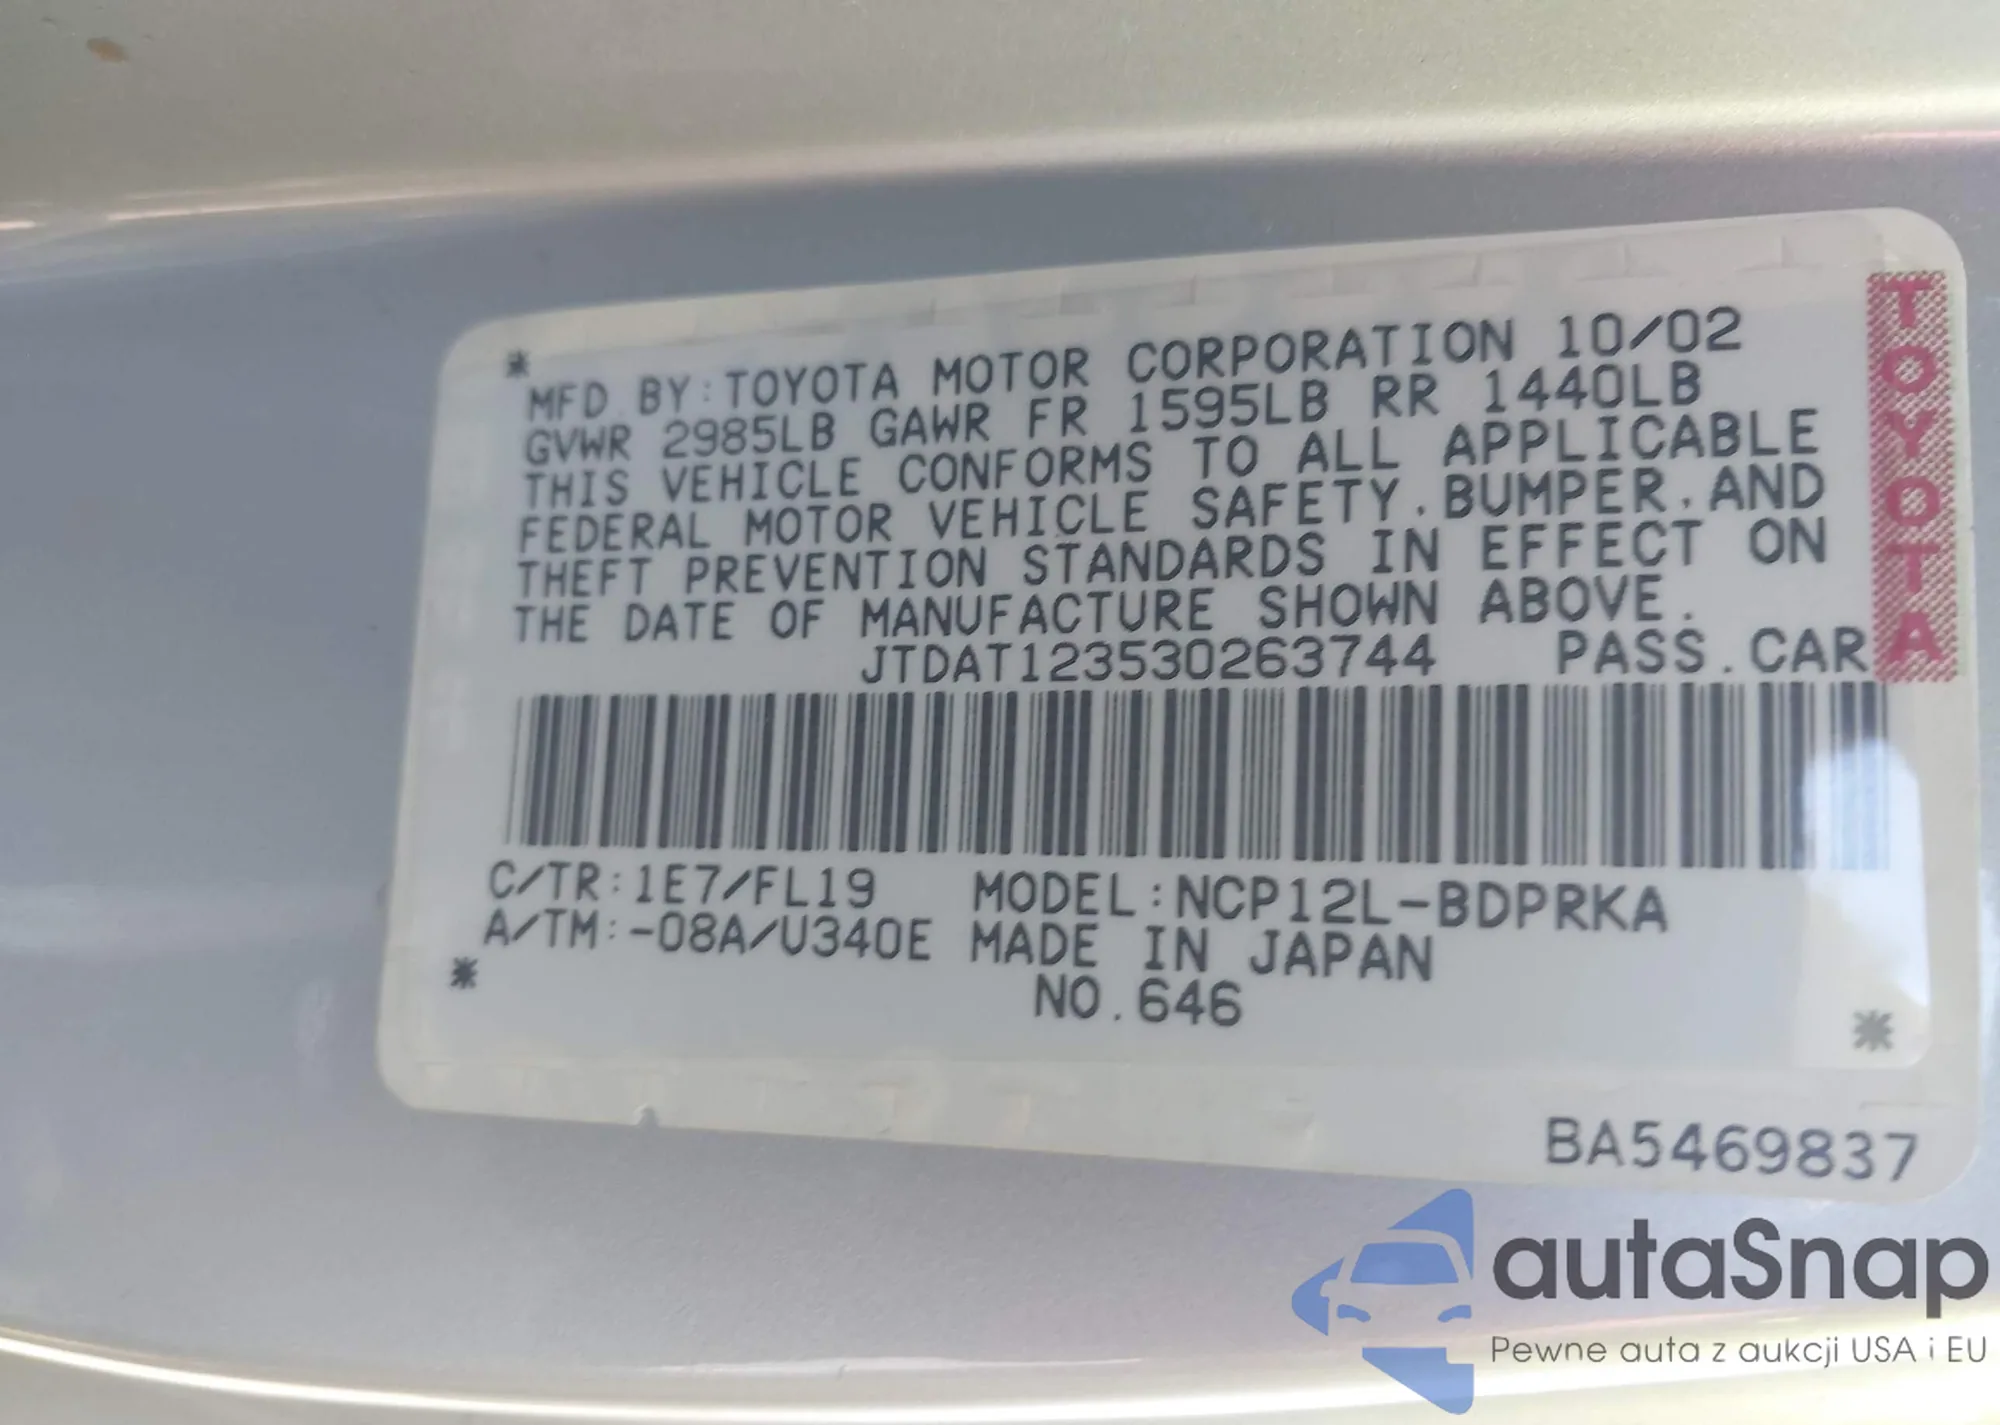 MFD. BY:TOYOTA MOTOR CORPORATION 10/02
GVWR 2985LB GAWR FR 1595LB RR 1440LB
THIS VEHICLE CONFORMS TO ALL APPLICABLE
FEDERAL MOTOR VEHICLE SAFETY,BUMPER,AND
THEFT PREVENTION STANDARDS IN EFFECT ON
THE DATE OF MANUFACTURE SHOWN ABOVE.
JTDAT123530263744 PASS.CAR
TOYOTA
C/TR:1E7/FL19 MODEL:NCP12L-BDPRKA
A/TM:-08A/U340E MADE IN JAPAN
NO.646
BA5469837
autaSnap
Pewne auta z aukcji USA i EU